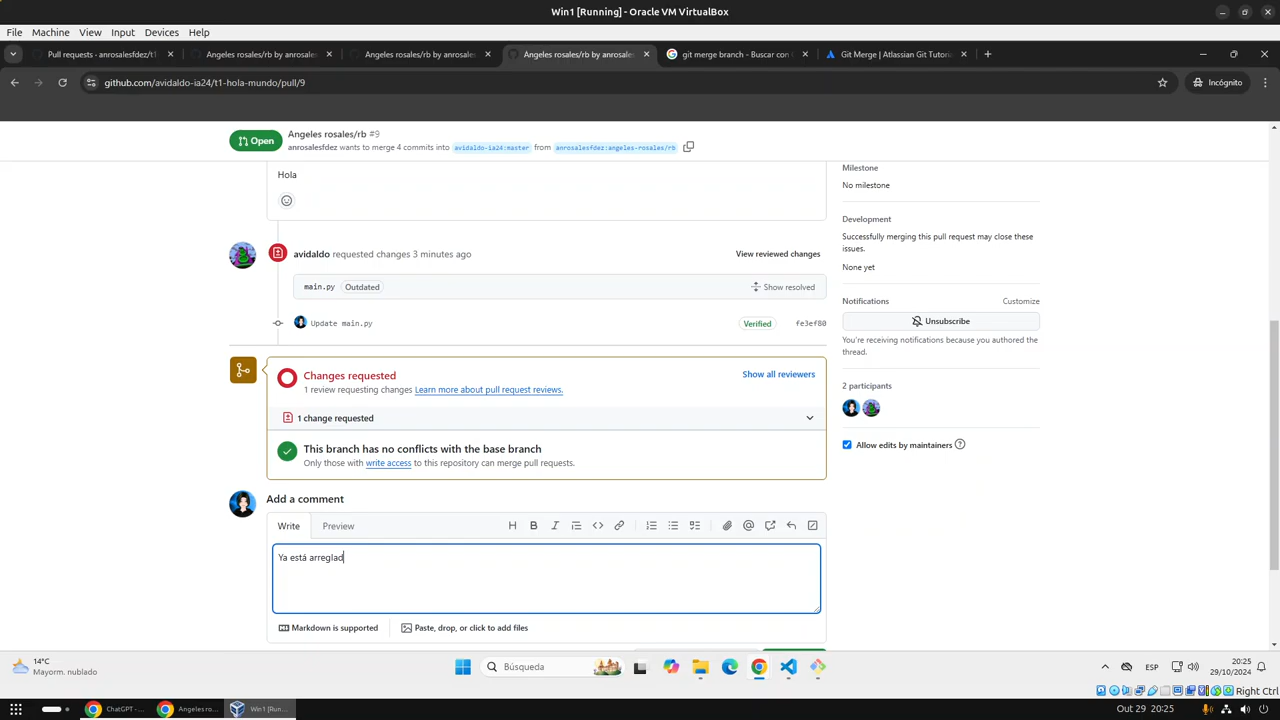 Win1 [Running] - Oracle VM VirtualBox
File Machine View Input Devices Help
Pull requests - anrosalesfdez/t1-
Angeles rosales/rb by anrosales
Angeles rosales/rb by anrosales
Angeles rosales/rb by anrosales
git merge branch - Buscar con G
Git Merge | Atlassian Git Tutoria
github.com/avidaldo-ia24/t1-hola-mundo/pull/9
Incógnito
Open
Angeles rosales/rb #9
anrosalesfdez wants to merge 4 commits into avidaldo-ia24:master from anrosalesfdez:angeles-rosales/rb
Hola
avidaldo requested changes 3 minutes ago
View reviewed changes
main.py Outdated
Show resolved
Update main.py
Verified
fe3ef80
Changes requested
Show all reviewers
1 review requesting changes Learn more about pull request reviews.
1 change requested
This branch has no conflicts with the base branch
Only those with write access to this repository can merge pull requests.
Add a comment
Write Preview
Ya está arreglad
Markdown is supported
Paste, drop, or click to add files
Milestone
No milestone
Development
Successfully merging this pull request may close these
issues.
None yet
Notifications
Customize
Unsubscribe
You're receiving notifications because you authored the
thread.
2 participants
Allow edits by maintainers
14°C
Mayorm. nublado
Búsqueda
ESP
20:25
29/10/2024
Right Ctrl
ChatGPT - ...
Angeles ro...
Win1 [Run...
Out 29 20:25